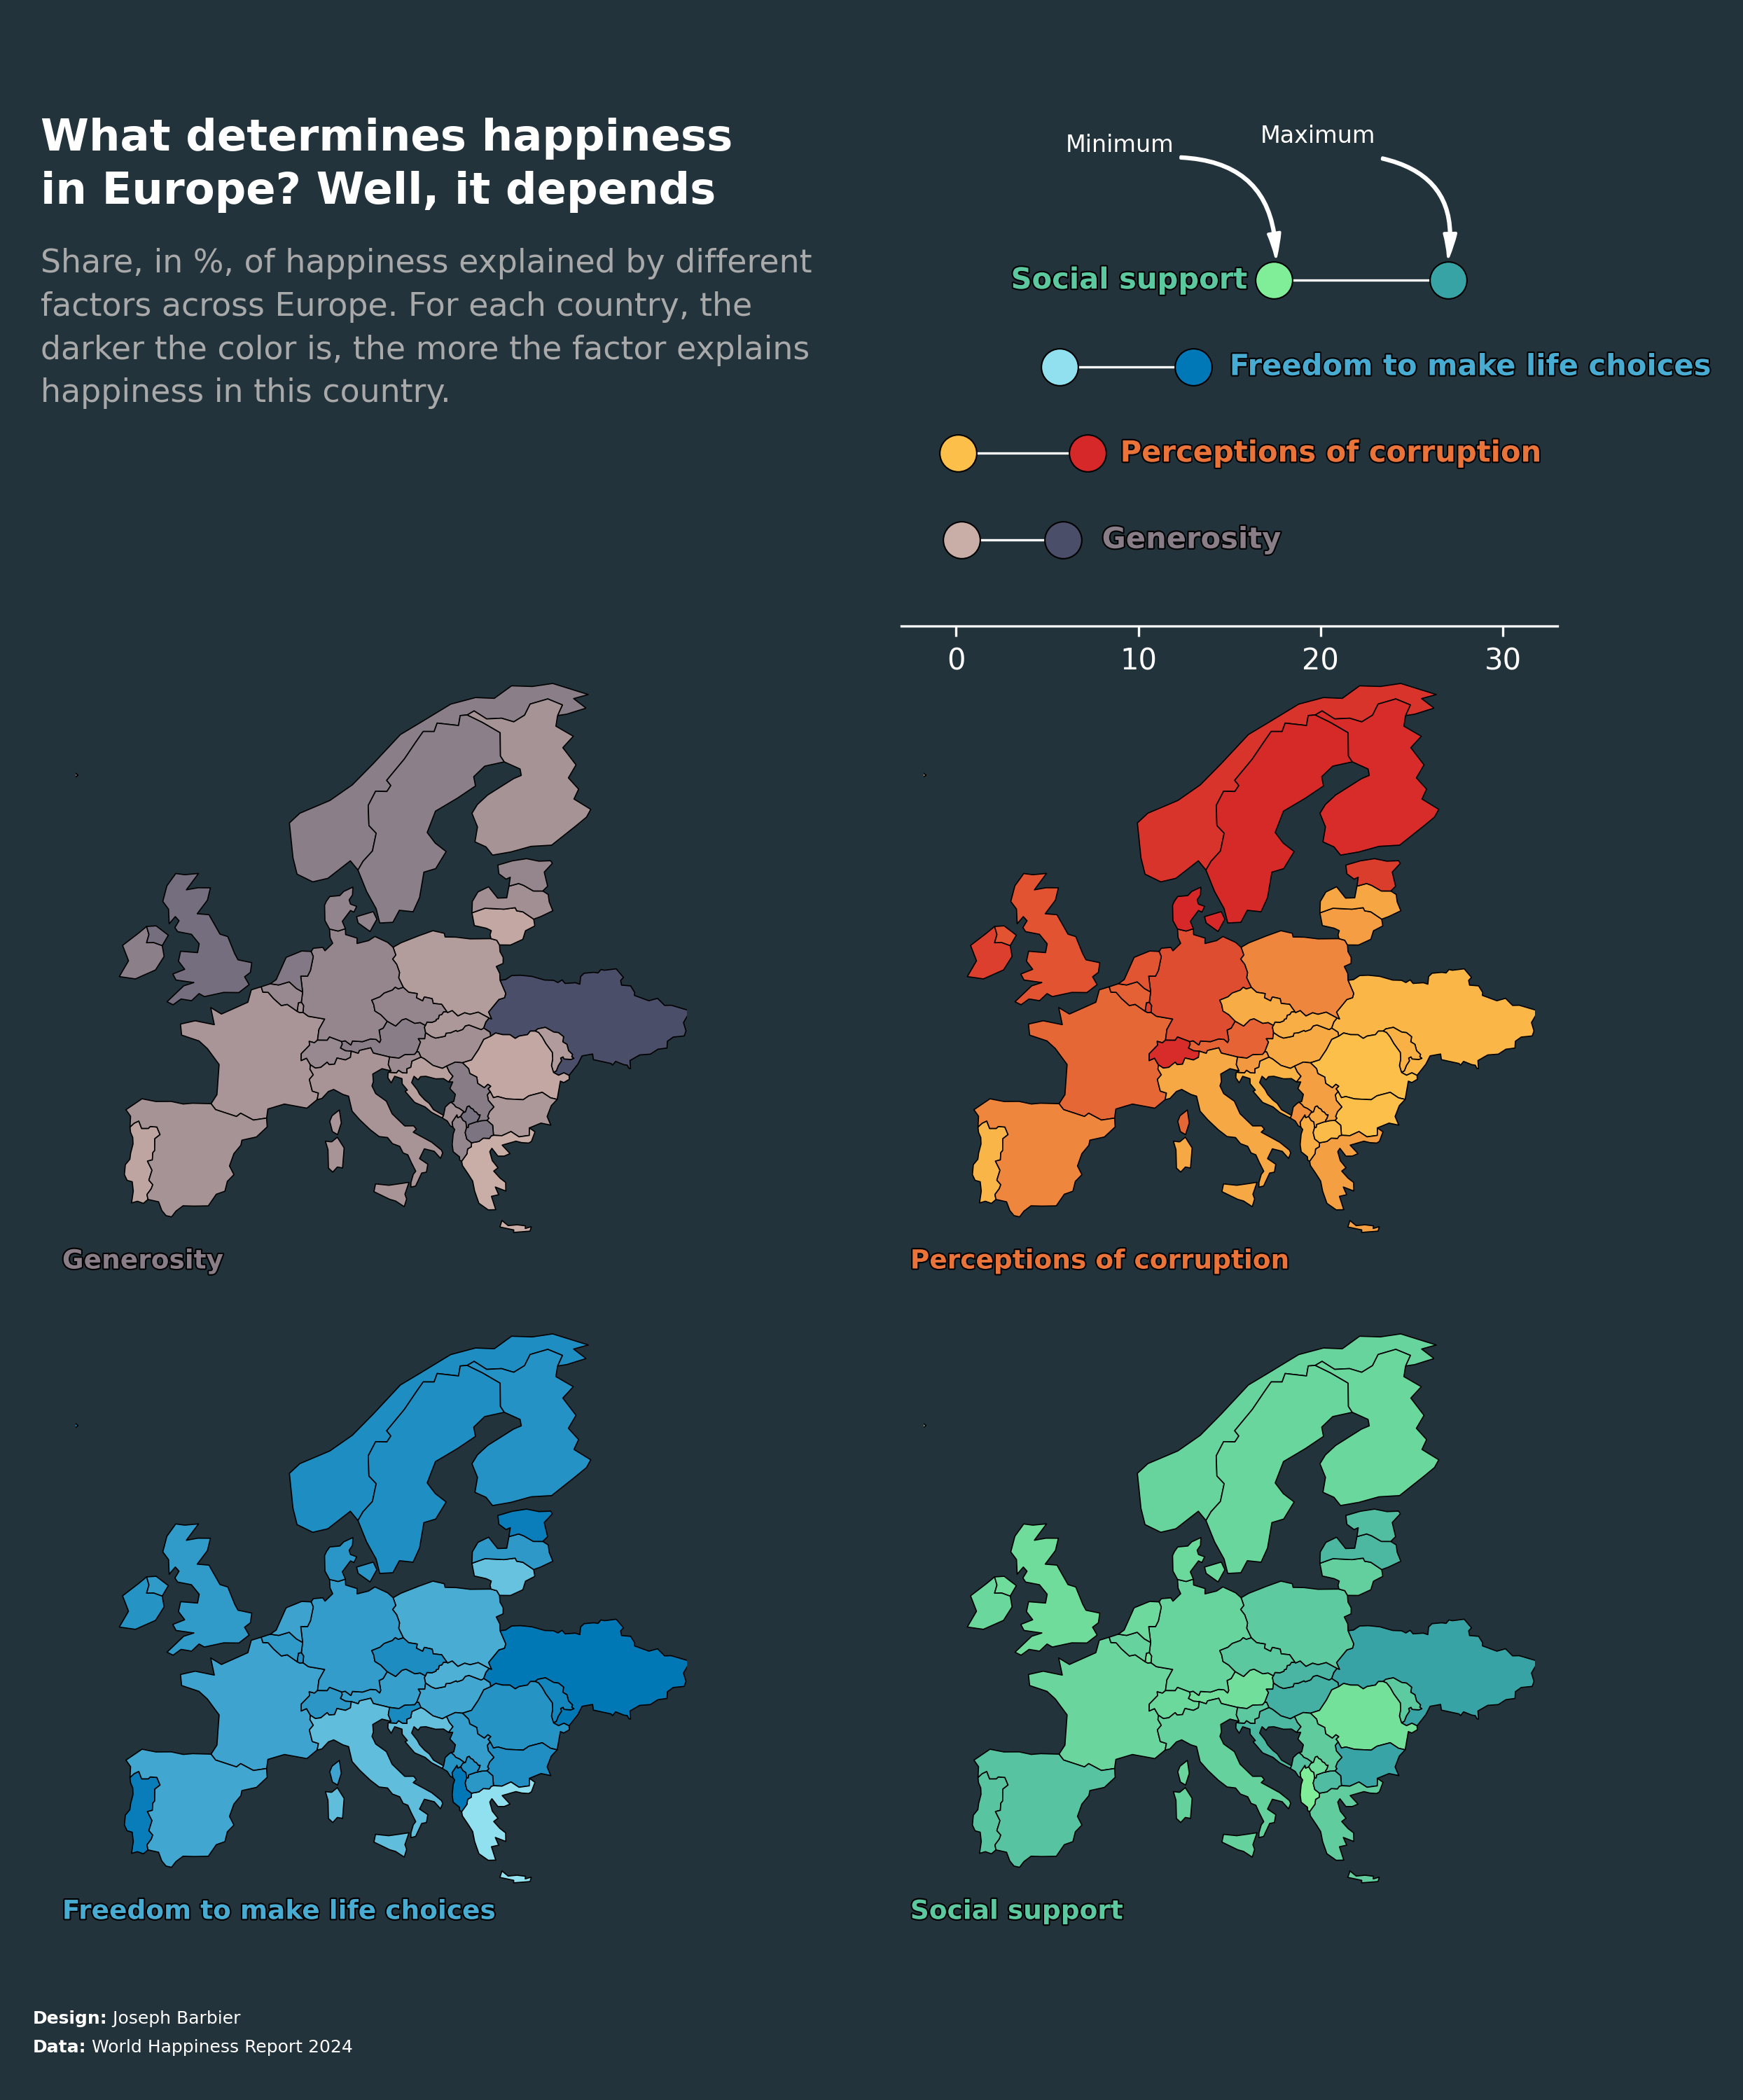 What determines happiness
in Europe? Well, it depends
Share, in %, of happiness explained by different
factors across Europe. For each country, the
darker the color is, the more the factor explains
happiness in this country.
Minimum
Maximum
Social support
Freedom to make life choices
Perceptions of corruption
Generosity
0 10 20 30
Generosity
Perceptions of corruption
Freedom to make life choices
Social support
Design: Joseph Barbier
Data: World Happiness Report 2024